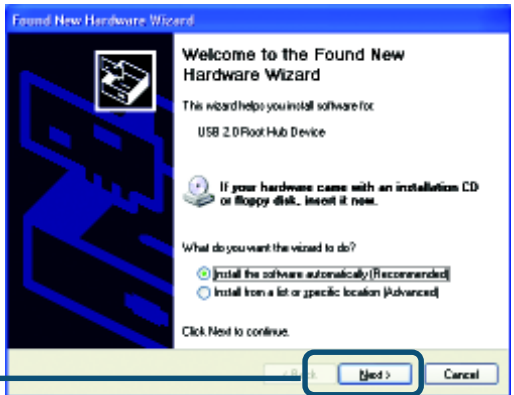 Found New Hardware Wizard
Welcome to the Found New
Hardware Wizard
This wizard helps you install software for:
USB 2.0 Root Hub Device
If your hardware came with an installation CD
or floppy disk, insert it now.
What do you want the wizard to do?
Install the software automatically (Recommended)
Install from a list or specific location (Advanced)
Click Next to continue.
< Back
Next >
Cancel